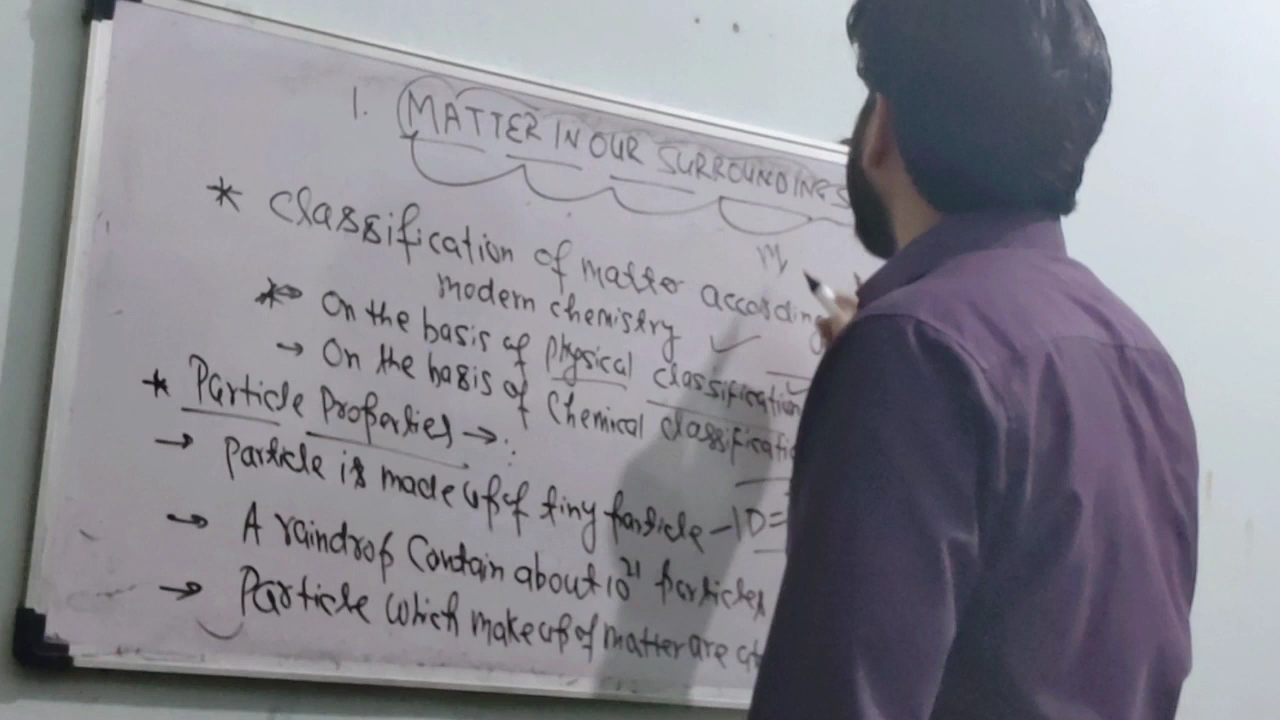 1. MATTER IN OUR SURROUNDINGS
* Classification of matter according
modern chemistry
On the basis of physical classification
→ On the basis of Chemical classificatio
* Particle Properties →:
→ Particle is made up of tiny particle – 10=
→ A raindrop Contain about 10²¹ particles
→ Particle which make up of matter are at